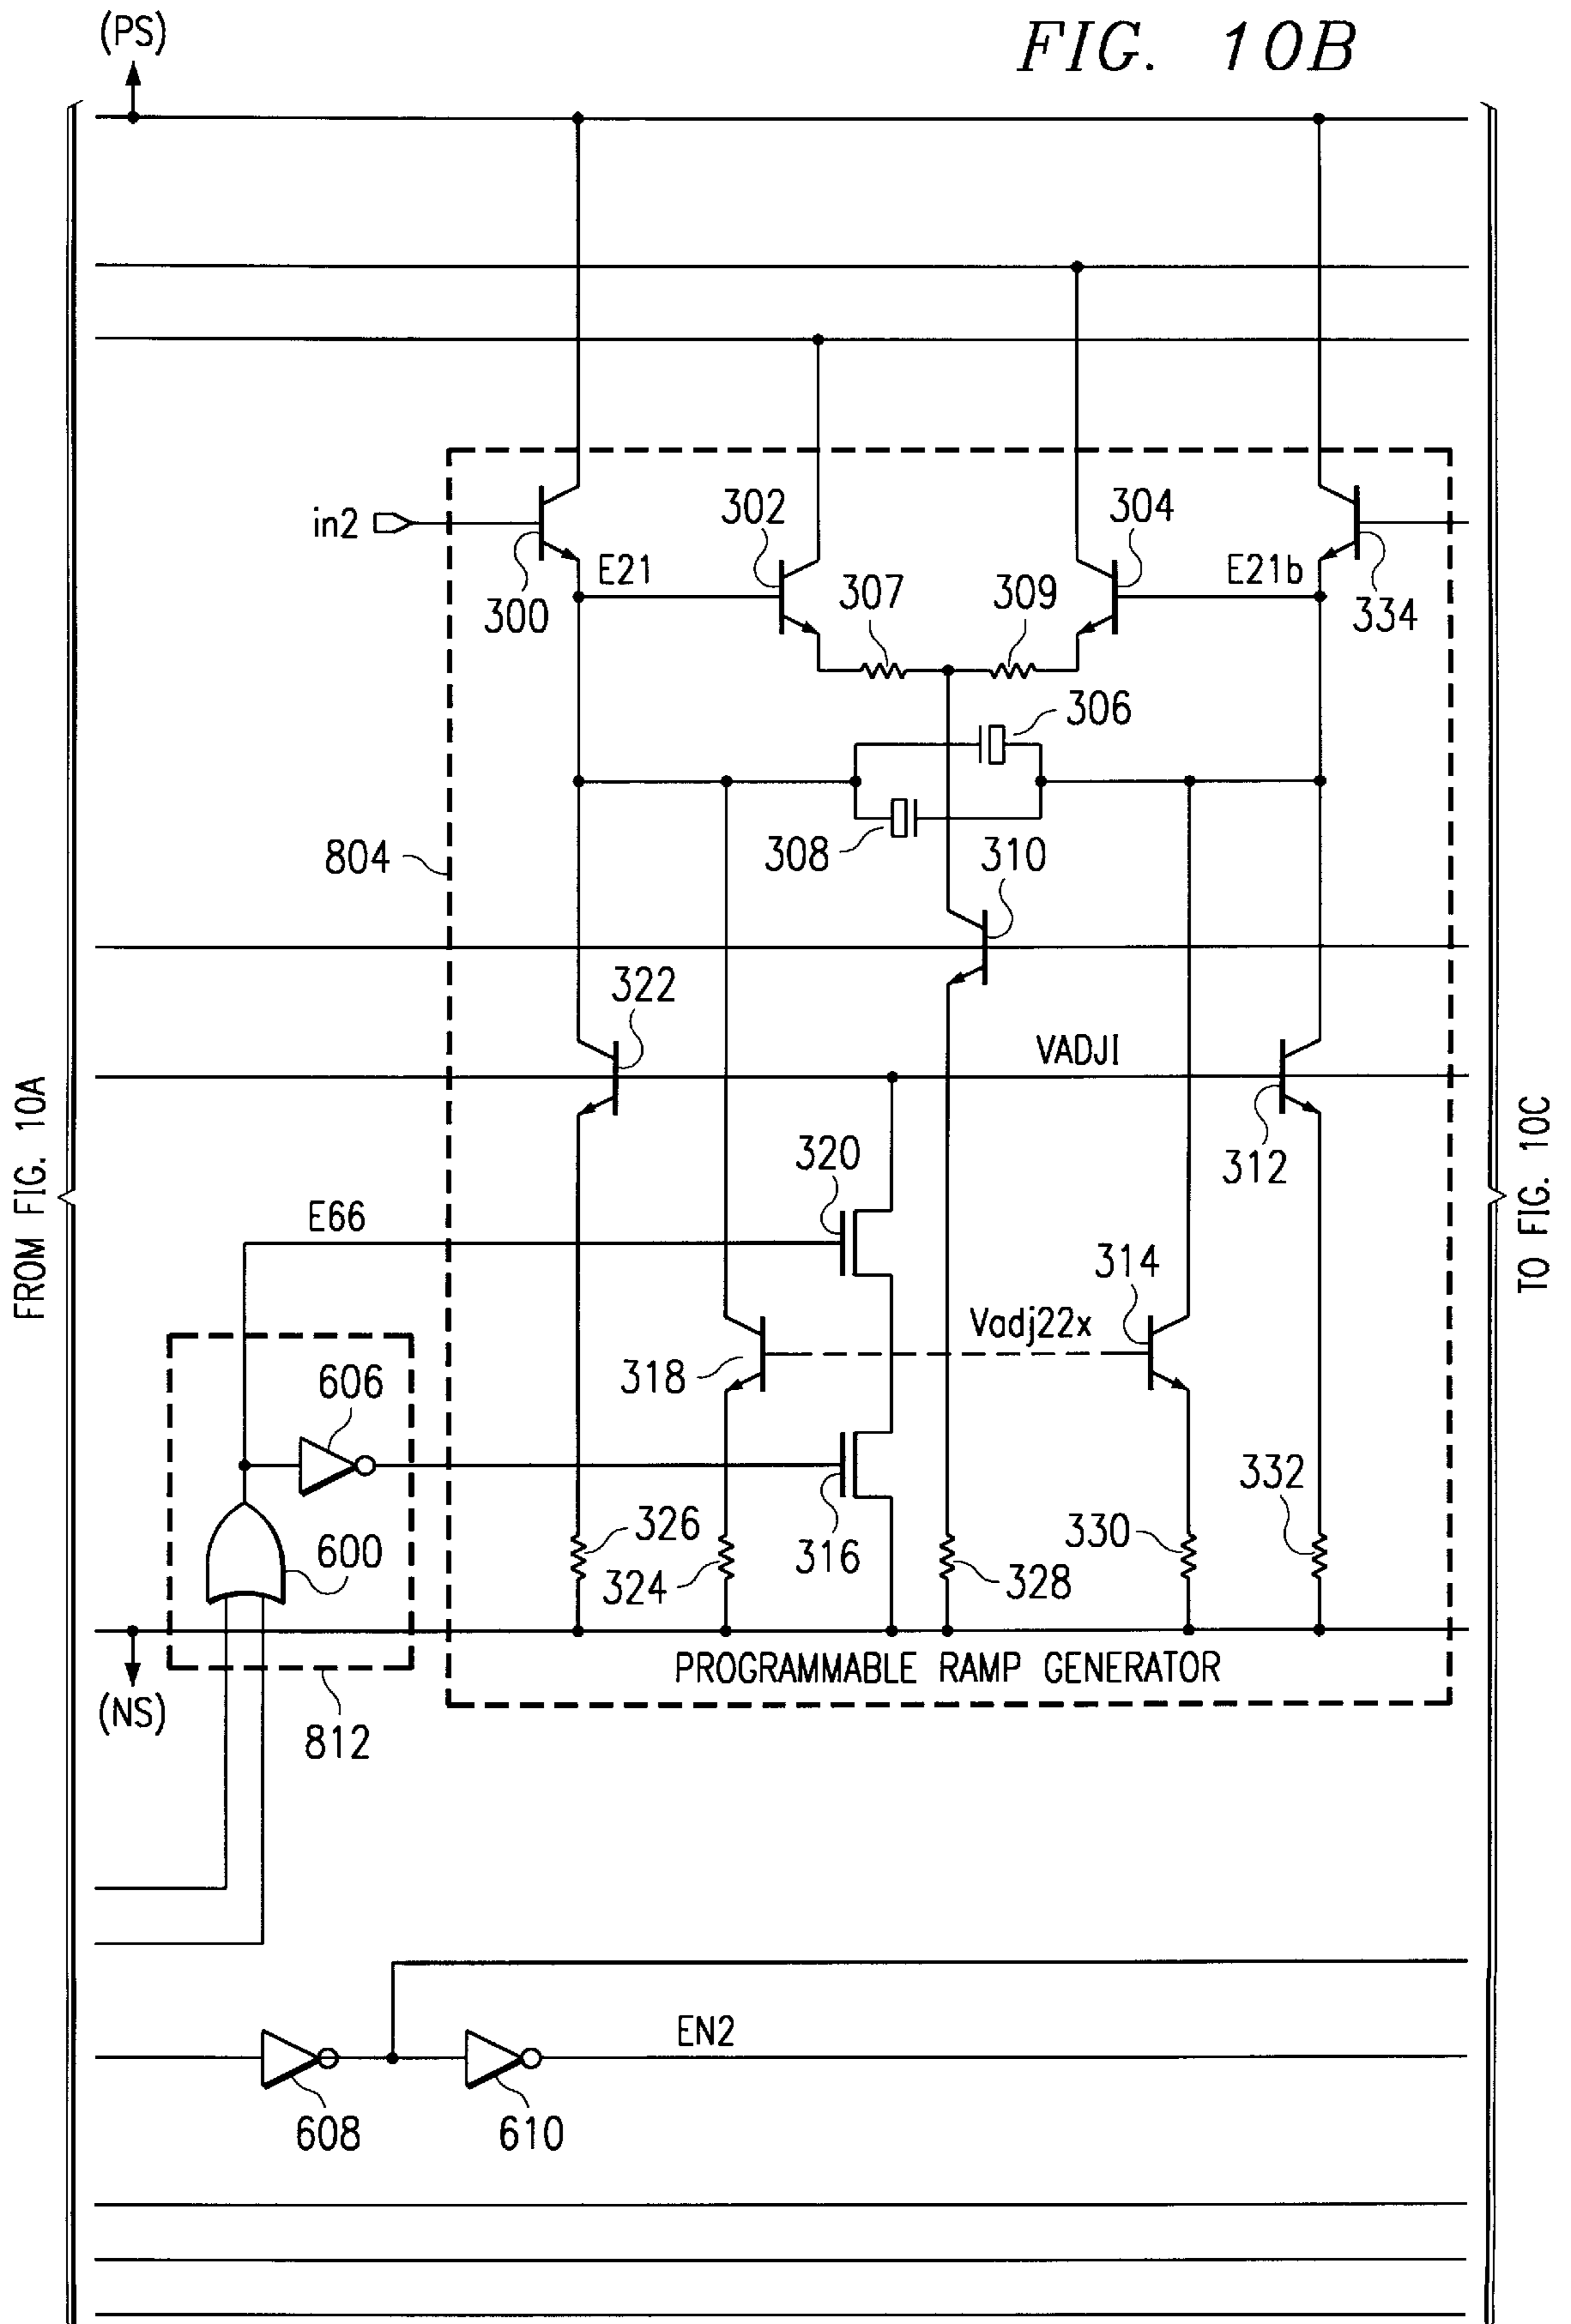 (PS)
FIG. 10B
in2
300
E21
302
307
309
304
E21b
334
306
308
804
310
322
VADJI
312
320
E66
314
Vadj22x
318
606
316
600
326
324
328
330
332
PROGRAMMABLE RAMP GENERATOR
(NS)
812
FROM FIG. 10A
TO FIG. 10C
EN2
608
610